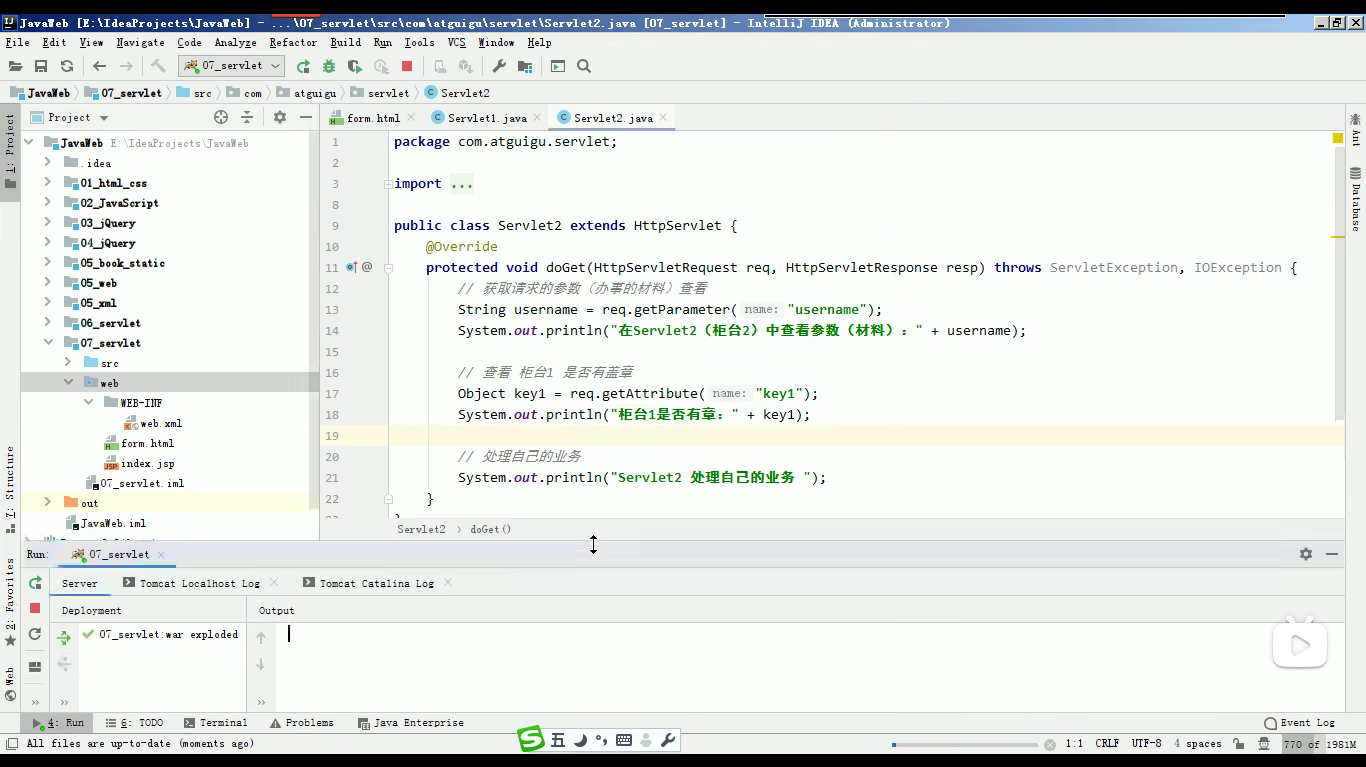 JavaWeb [E:\IdeaProjects\JavaWeb] - ...\07_servlet\src\com\atguigu\servlet\Servlet2.java [07_servlet] - IntelliJ IDEA (Administrator)
File Edit View Navigate Code Analyze Refactor Build Run Tools VCS Window Help
07_servlet
JavaWeb 07_servlet src com atguigu servlet Servlet2
Project
form.html Servlet1.java Servlet2.java
1: Project
Ant
Database
JavaWeb E:\IdeaProjects\JavaWeb
.idea
01_html_css
02_JavaScript
03_jQuery
04_jQuery
05_book_static
05_web
05_xml
06_servlet
07_servlet
src
web
WEB-INF
web.xml
form.html
index.jsp
07_servlet.iml
out
JavaWeb.iml
1 package com.atguigu.servlet;
2
3 import ...
8
9 public class Servlet2 extends HttpServlet {
10 @Override
11 @ protected void doGet(HttpServletRequest req, HttpServletResponse resp) throws ServletException, IOException {
12 // 获取请求的参数（办事的材料）查看
13 String username = req.getParameter( name: "username");
14 System.out.println("在Servlet2（柜台2）中查看参数（材料）：" + username);
15
16 // 查看 柜台1 是否有盖章
17 Object key1 = req.getAttribute( name: "key1");
18 System.out.println("柜台1是否有章：" + key1);
19
20 // 处理自己的业务
21 System.out.println("Servlet2 处理自己的业务 ");
22 }
Servlet2 > doGet()
7: Structure
2: Favorites
Web
Run: 07_servlet
Server Tomcat Localhost Log Tomcat Catalina Log
Deployment Output
07_servlet:war exploded
4: Run 6: TODO Terminal Problems Java Enterprise Event Log
All files are up-to-date (moments ago) 五 1:1 CRLF UTF-8 4 spaces 770 of 1981M